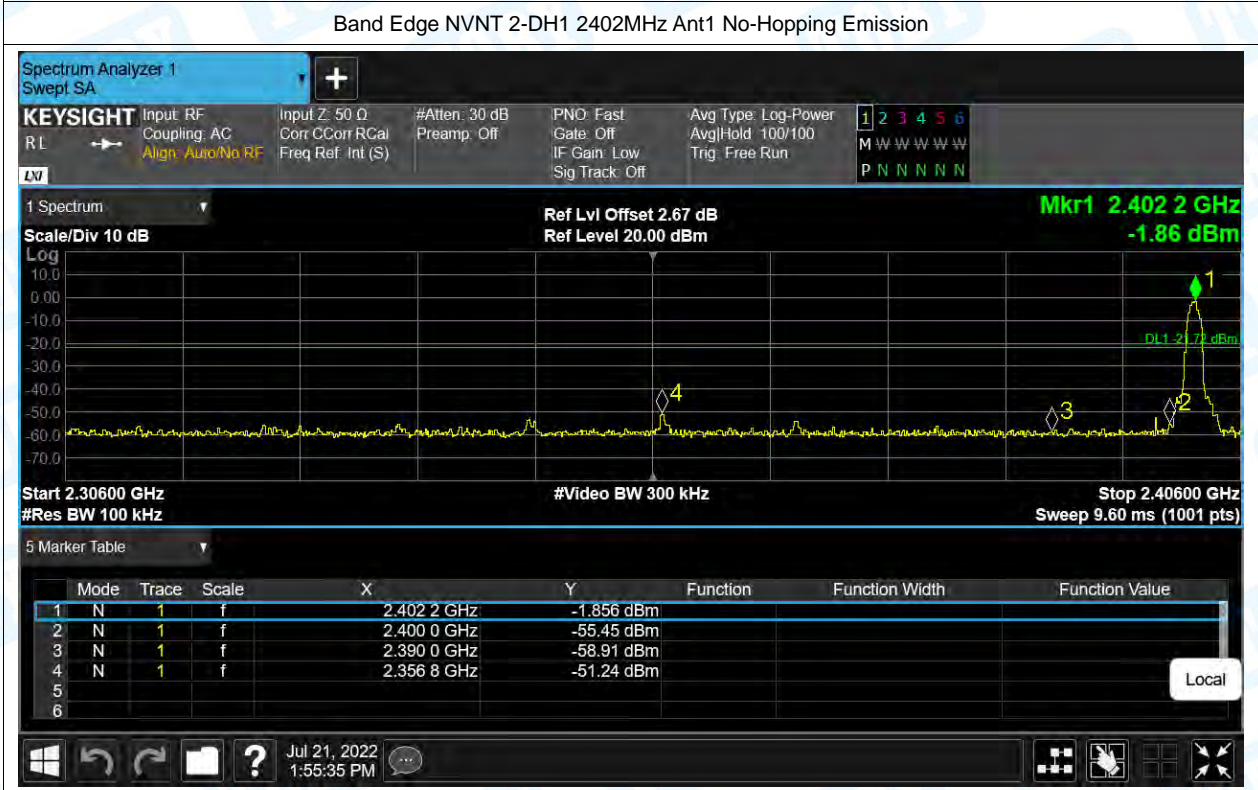 Band Edge NVNT 2-DH1 2402MHz Ant1 No-Hopping Emission
Spectrum Analyzer 1
Swept SA
+
KEYSIGHT
RL
LXI
Input: RF
Coupling: AC
Align: Auto/No RF
Input Z: 50 Ω
Corr CCorr RCal
Freq Ref: Int (S)
#Atten: 30 dB
Preamp: Off
PNO: Fast
Gate: Off
IF Gain: Low
Sig Track: Off
Avg Type: Log-Power
Avg|Hold: 100/100
Trig: Free Run
1 2 3 4 5 6
M W W W W W
P N N N N N
1 Spectrum
Scale/Div 10 dB
Ref Lvl Offset 2.67 dB
Ref Level 20.00 dBm
Mkr1 2.402 2 GHz
-1.86 dBm
Log
10.0
0.00
-10.0
-20.0
-30.0
-40.0
-50.0
-60.0
-70.0
1
DL1 -21.72 dBm
4
3
2
Start 2.30600 GHz
#Res BW 100 kHz
#Video BW 300 kHz
Stop 2.40600 GHz
Sweep 9.60 ms (1001 pts)
5 Marker Table
Mode Trace Scale X Y Function Function Width Function Value
1 N 1 f 2.402 2 GHz -1.856 dBm
2 N 1 f 2.400 0 GHz -55.45 dBm
3 N 1 f 2.390 0 GHz -58.91 dBm
4 N 1 f 2.356 8 GHz -51.24 dBm
5
6
Local
?
Jul 21, 2022
1:55:35 PM